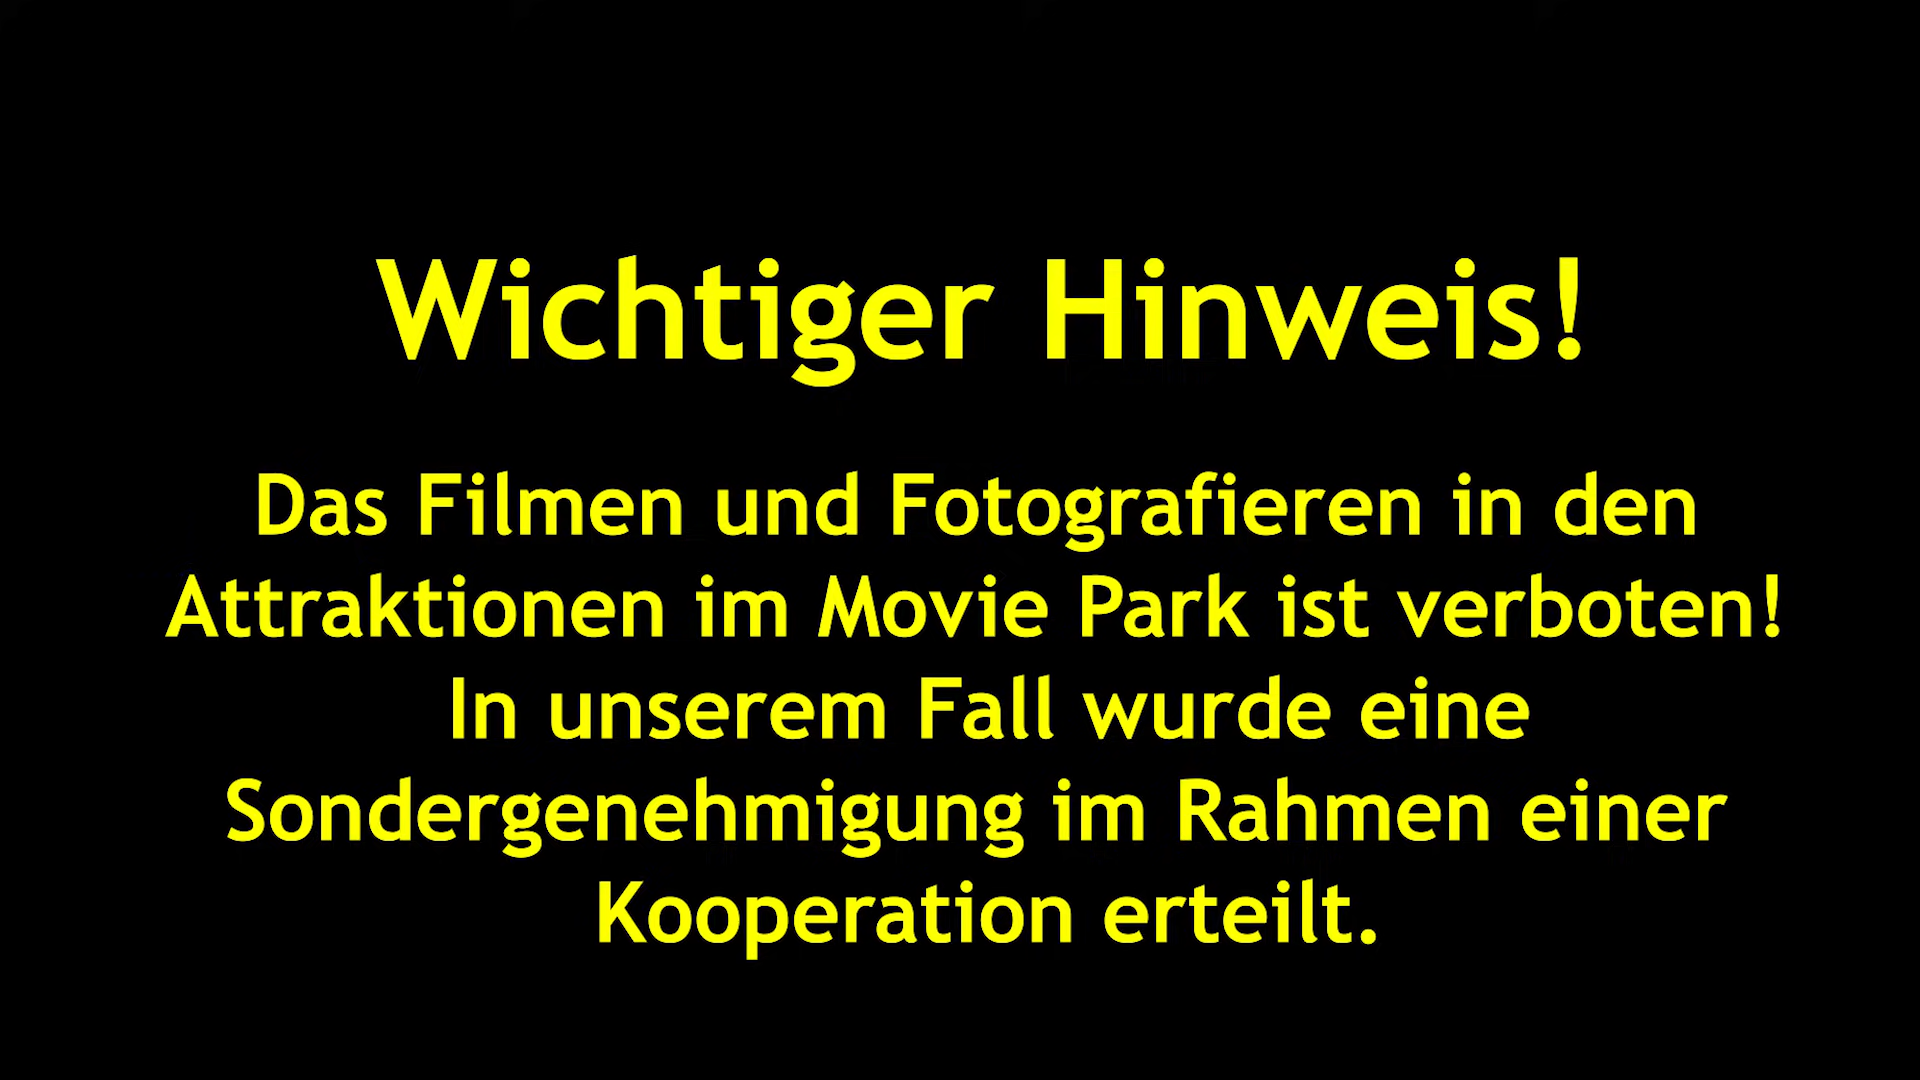 Wichtiger Hinweis!
Das Filmen und Fotografieren in den
Attraktionen im Movie Park ist verboten!
In unserem Fall wurde eine
Sondergenehmigung im Rahmen einer
Kooperation erteilt.